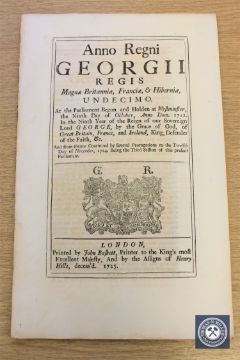 Anno Regni
GEORGII
REGIS
Magnæ Britanniæ, Franciæ, & Hiberniæ,
UNDECIMO.
At the Parliament Begun and Holden at Westminster,
the Ninth Day of October, Anno Dom. 1722.
In the Ninth Year of the Reign of our Sovereign
Lord GEORGE, by the Grace of God, of
Great Britain, France, and Ireland, King, Defender
of the Faith, &c.
And from thence Continued by several Prorogations to the Twelfth
Day of November, 1724. Being the Third Session of this present
Parliament.
G. R.
LONDON,
Printed by John Baskett, Printer to the King's most
Excellent Majesty, And by the Assigns of Henry
Hills, deceas'd. 1725.